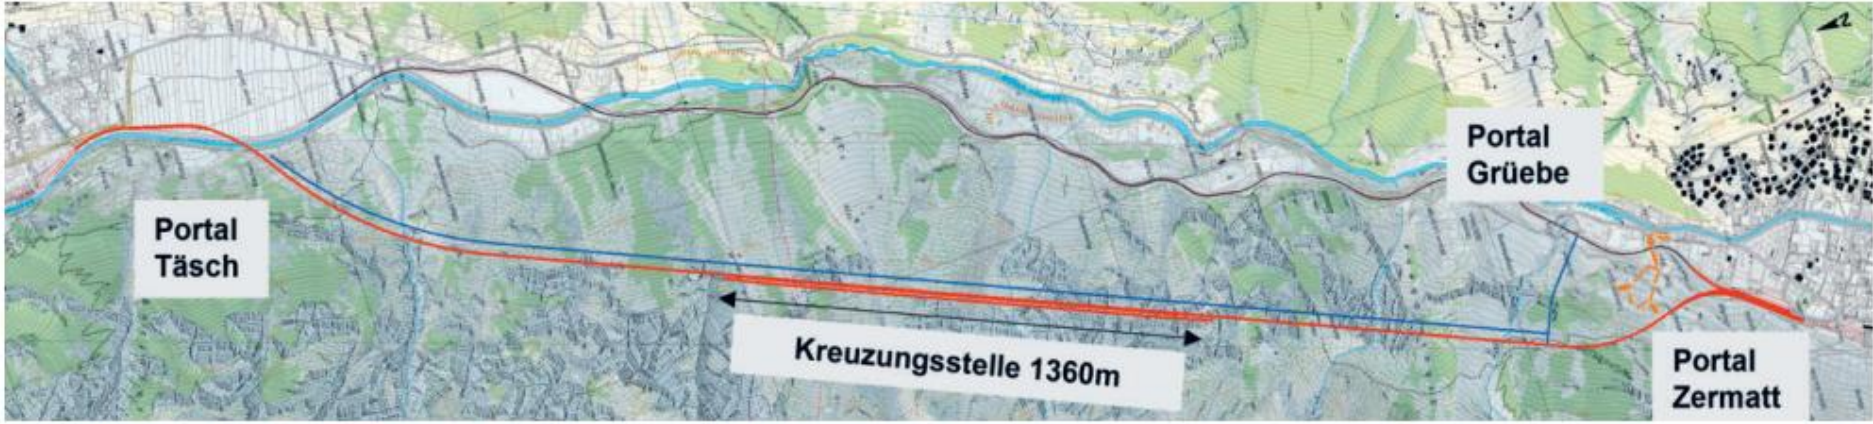 Z
Portal
Grüebe
Portal
Täsch
Kreuzungsstelle 1360m
Portal
Zermatt